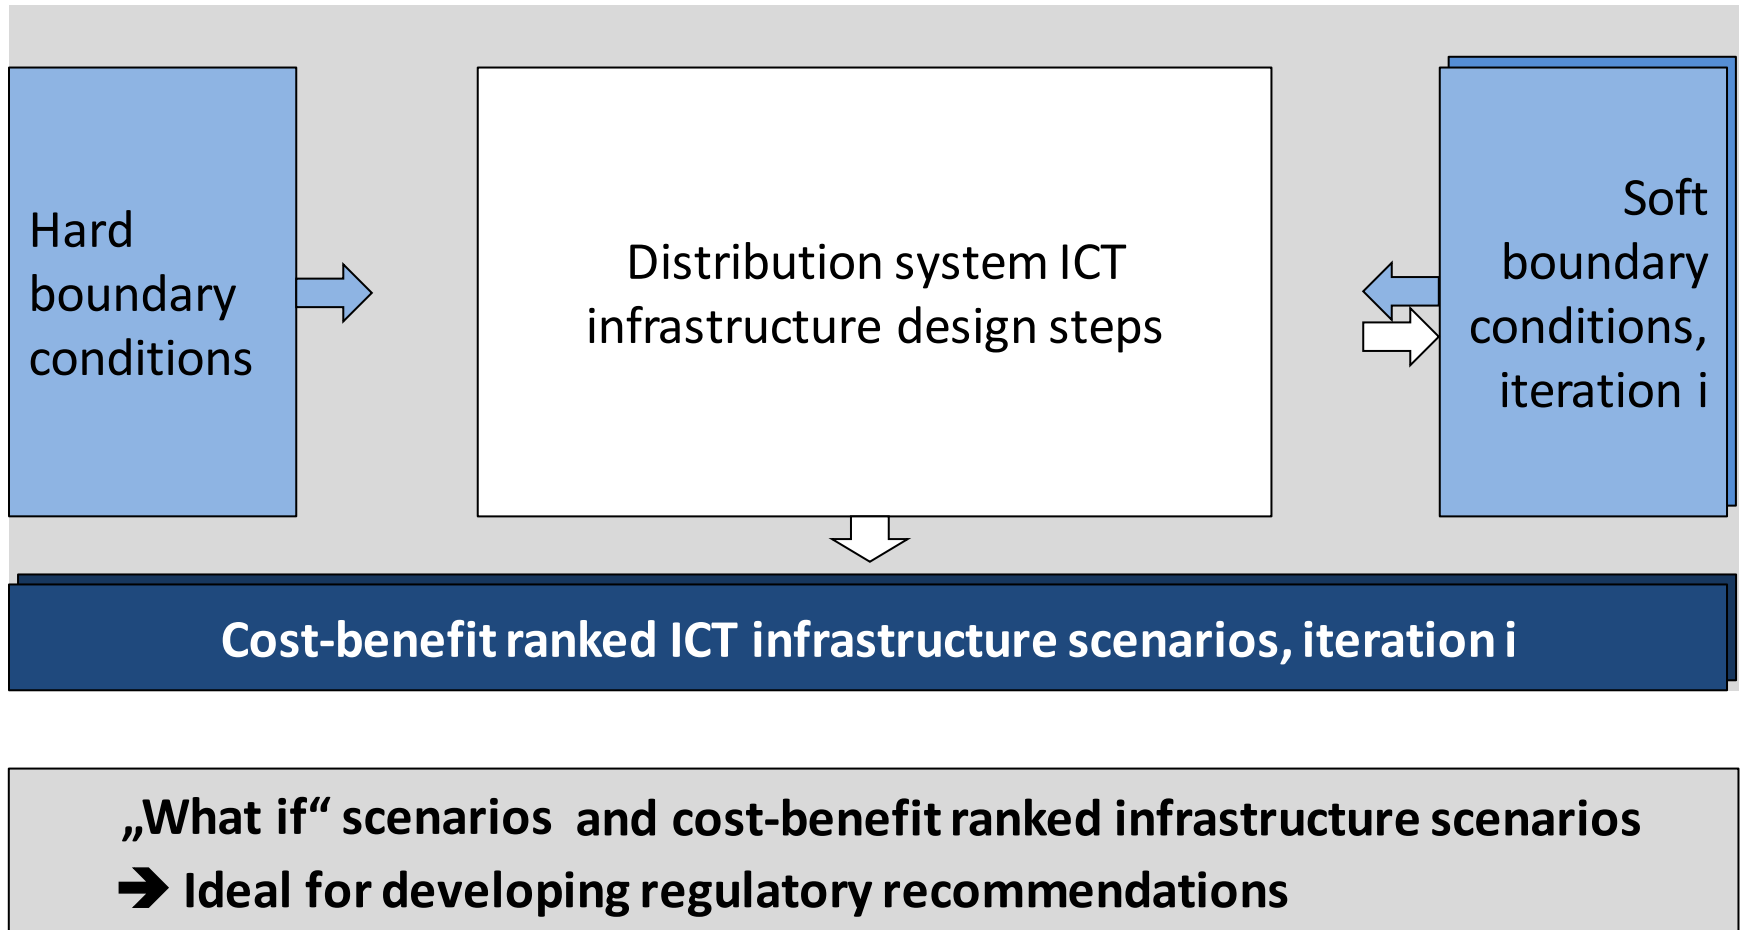 Hard
boundary
conditions
Distribution system ICT
infrastructure design steps
Soft
boundary
conditions,
iteration i
Cost-benefit ranked ICT infrastructure scenarios, iteration i
„What if“ scenarios and cost-benefit ranked infrastructure scenarios
➔ Ideal for developing regulatory recommendations